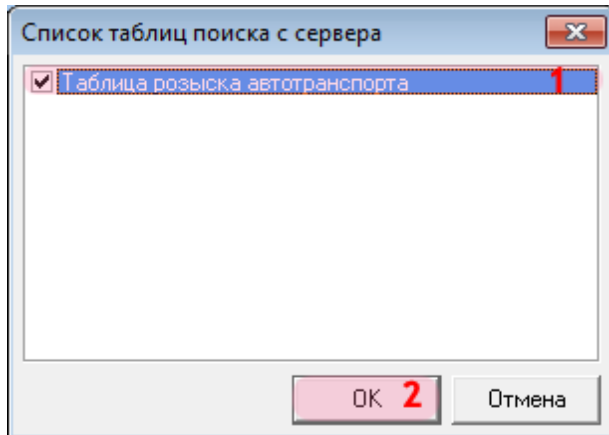 Список таблиц поиска с сервера
Таблица розыска автотранспорта 1
OK 2 Отмена